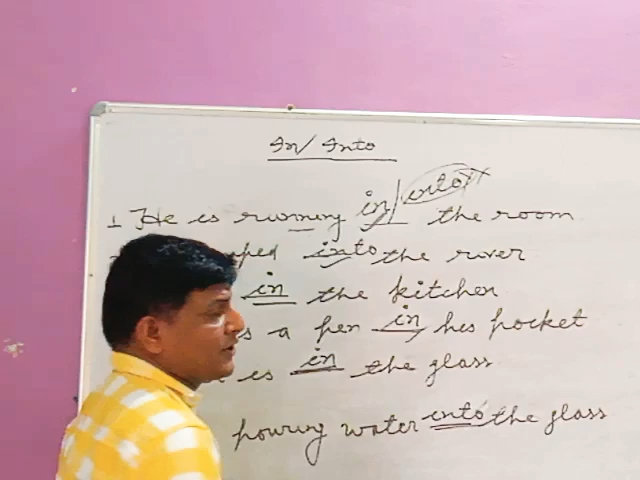 In/ Into
1 He is running in/ into the room
into the river
in the kitchen
s a pen in his pocket
is in the glass
pouring water into the glass